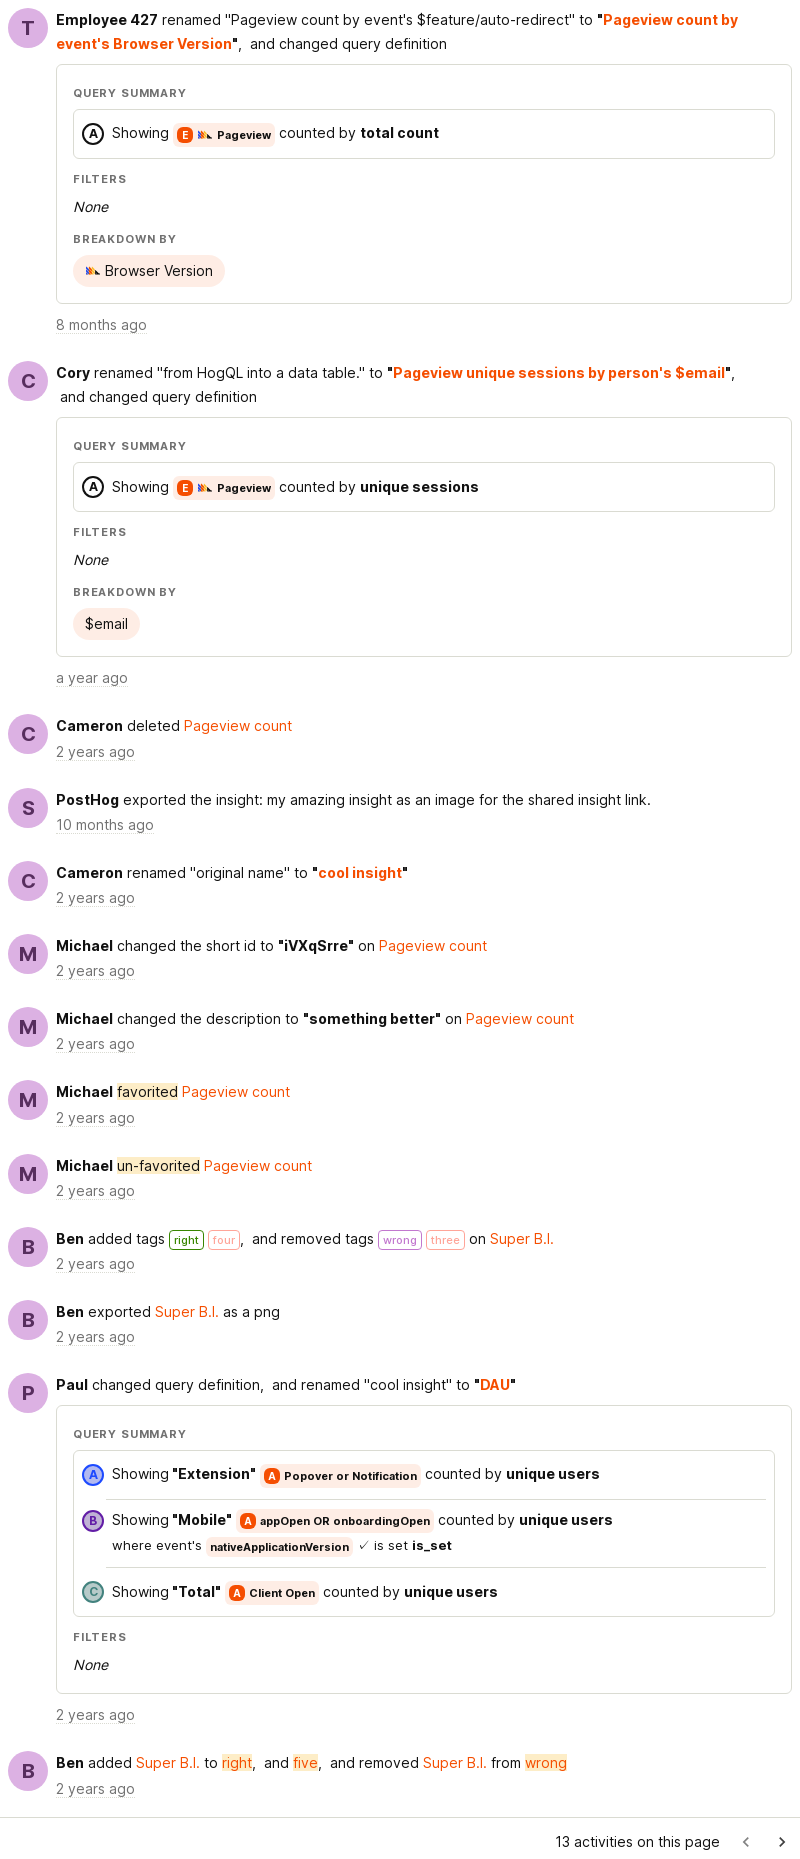 T
Employee 427 renamed "Pageview count by event's $feature/auto-redirect" to "Pageview count by
event's Browser Version", and changed query definition
QUERY SUMMARY
A Showing E Pageview counted by total count
FILTERS
None
BREAKDOWN BY
Browser Version
8 months ago
C
Cory renamed "from HogQL into a data table." to "Pageview unique sessions by person's $email",
and changed query definition
QUERY SUMMARY
A Showing E Pageview counted by unique sessions
FILTERS
None
BREAKDOWN BY
$email
a year ago
C
Cameron deleted Pageview count
2 years ago
S
PostHog exported the insight: my amazing insight as an image for the shared insight link.
10 months ago
C
Cameron renamed "original name" to "cool insight"
2 years ago
M
Michael changed the short id to "iVXqSrre" on Pageview count
2 years ago
M
Michael changed the description to "something better" on Pageview count
2 years ago
M
Michael favorited Pageview count
2 years ago
M
Michael un-favorited Pageview count
2 years ago
B
Ben added tags right four, and removed tags wrong three on Super B.I.
2 years ago
B
Ben exported Super B.I. as a png
2 years ago
P
Paul changed query definition, and renamed "cool insight" to "DAU"
QUERY SUMMARY
A Showing "Extension" A Popover or Notification counted by unique users
B Showing "Mobile" A appOpen OR onboardingOpen counted by unique users
where event's nativeApplicationVersion ✓ is set is_set
C Showing "Total" A Client Open counted by unique users
FILTERS
None
2 years ago
B
Ben added Super B.I. to right, and five, and removed Super B.I. from wrong
2 years ago
13 activities on this page